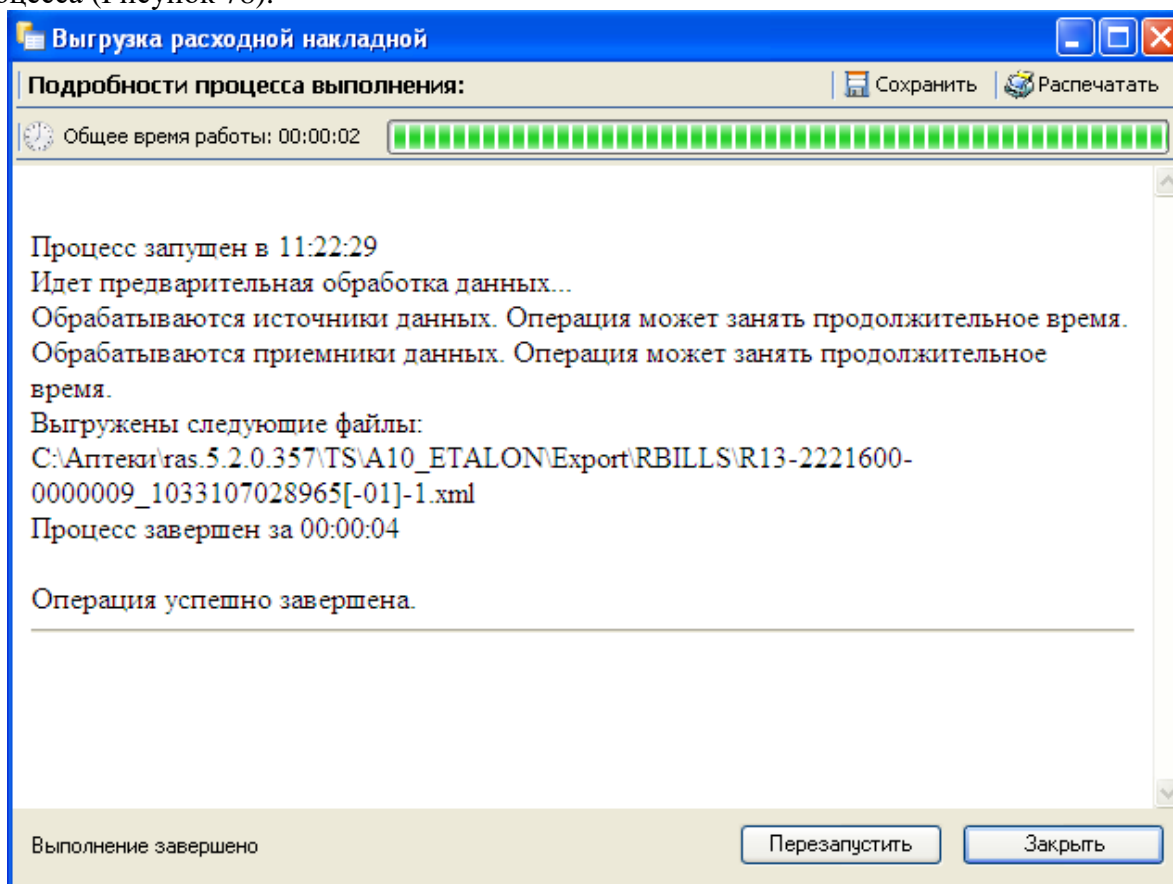 (Рисунок 78).
Выгрузка расходной накладной
Подробности процесса выполнения:
Сохранить
Распечатать
Общее время работы: 00:00:02
Процесс запущен в 11:22:29
Идет предварительная обработка данных...
Обрабатываются источники данных. Операция может занять продолжительное время.
Обрабатываются приемники данных. Операция может занять продолжительное
время.
Выгружены следующие файлы:
C:\Аптеки\ras.5.2.0.357\TS\A10_ETALON\Export\RBILLS\R13-2221600-
0000009_1033107028965[-01]-1.xml
Процесс завершен за 00:00:04
Операция успешно завершена.
Выполнение завершено
Перезапустить
Закрыть